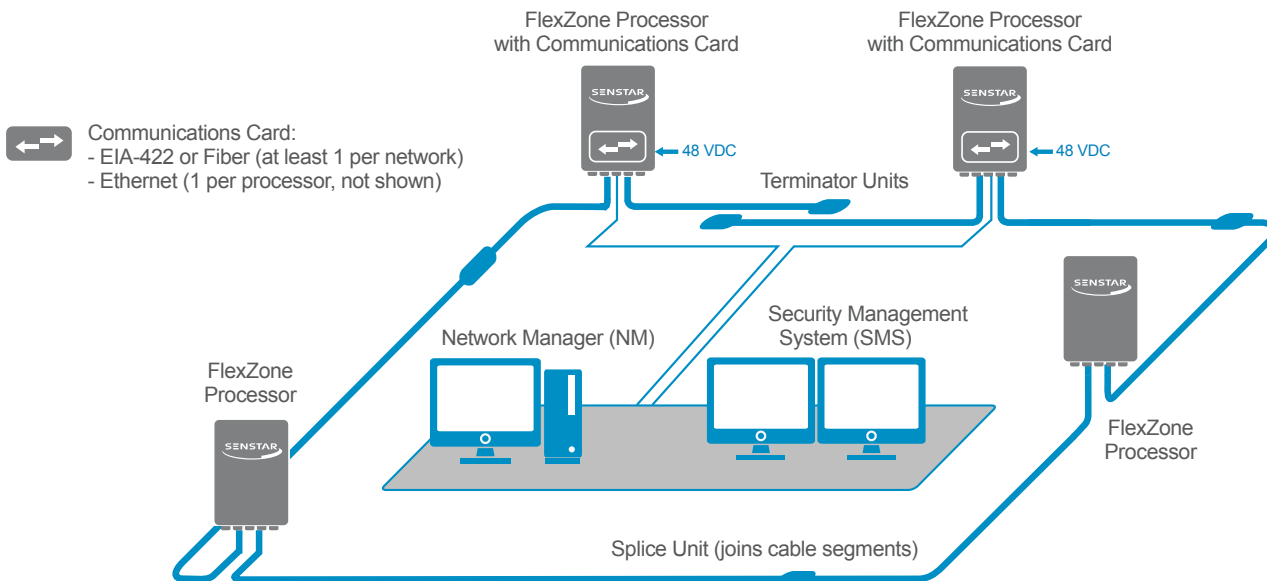 FlexZone Processor
with Communications Card
FlexZone Processor
with Communications Card
SENSTAR
SENSTAR
Communications Card:
- EIA-422 or Fiber (at least 1 per network)
- Ethernet (1 per processor, not shown)
48 VDC
48 VDC
Terminator Units
SENSTAR
Network Manager (NM)
Security Management
System (SMS)
FlexZone
Processor
SENSTAR
FlexZone
Processor
Splice Unit (joins cable segments)